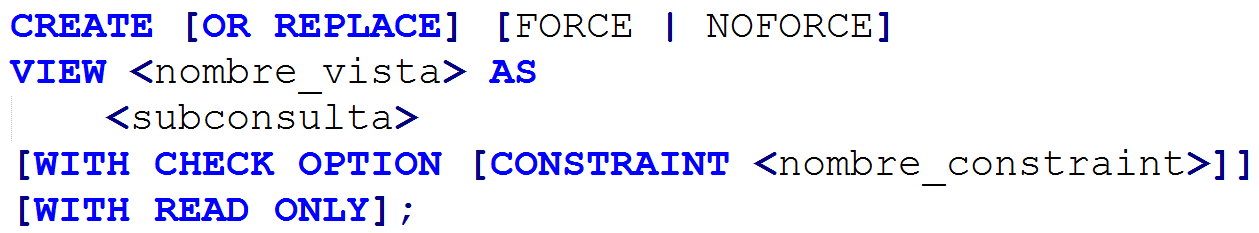 CREATE [OR REPLACE] [FORCE | NOFORCE]
VIEW <nombre_vista> AS
<subconsulta>
[WITH CHECK OPTION [CONSTRAINT <nombre_constraint>]]
[WITH READ ONLY];